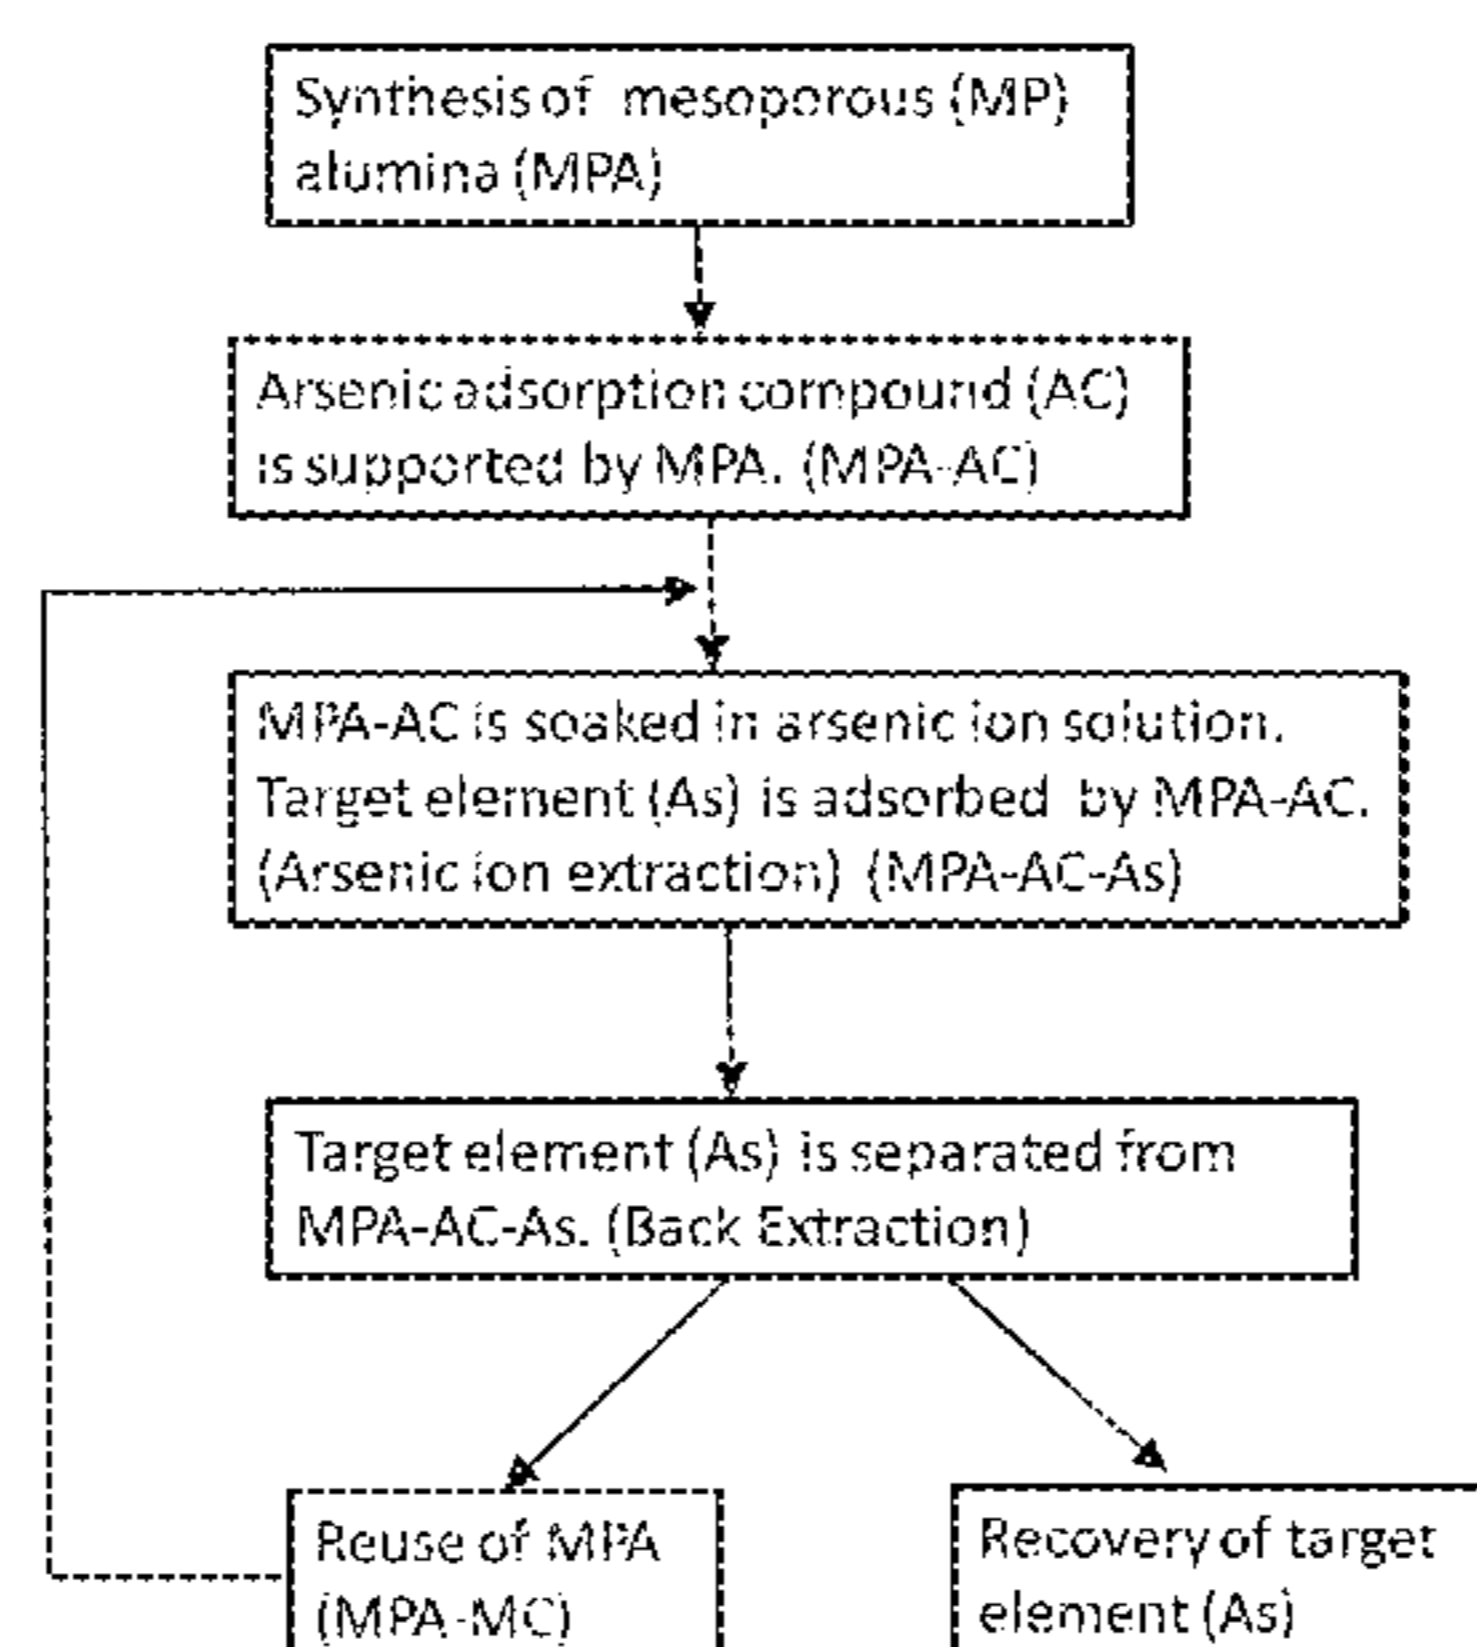 Synthesis of mesoporous (MP)
alumina (MPA)
Arsenic adsorption compound (AC)
is supported by MPA. (MPA-AC)
MPA-AC is soaked in arsenic ion solution.
Target element (As) is adsorbed by MPA-AC.
(Arsenic ion extraction) (MPA-AC-As)
Target element (As) is separated from
MPA-AC-As. (Back Extraction)
Reuse of MPA
(MPA-MC)
Recovery of target
element (As)